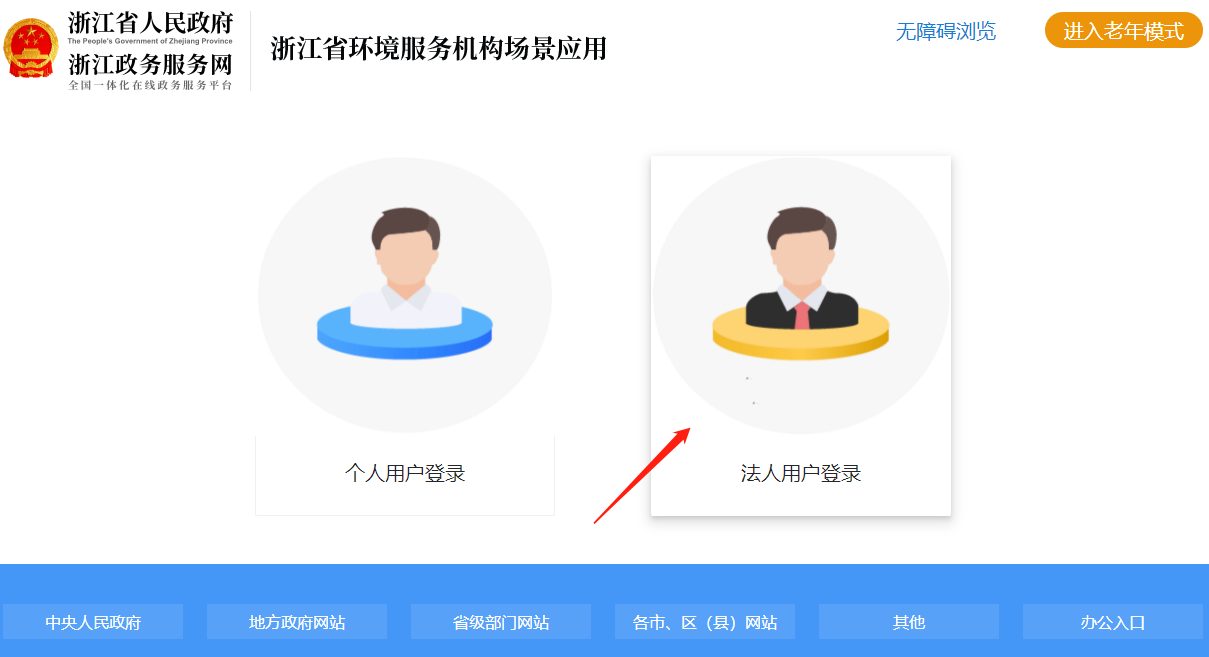 浙江省人民政府
The People's Government of Zhejiang Province
浙江政务服务网
全国一体化在线政务服务平台
浙江省环境服务机构场景应用
无障碍浏览
进入老年模式
个人用户登录
法人用户登录
中央人民政府
地方政府网站
省级部门网站
各市、区（县）网站
其他
办公入口